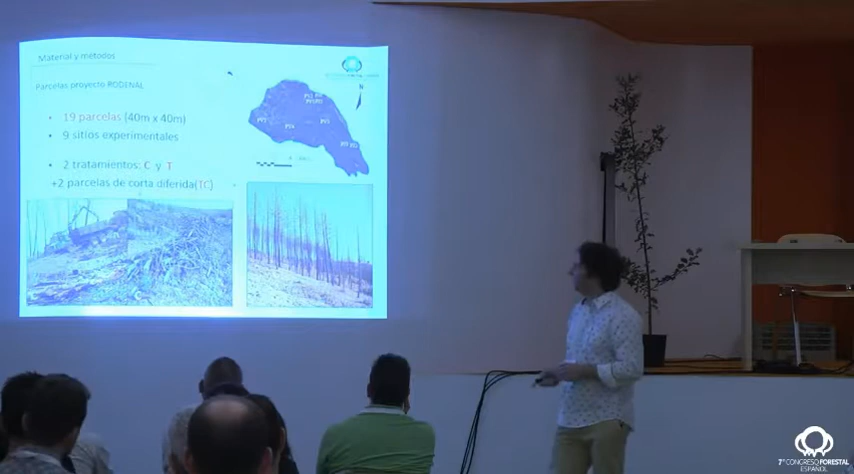 Material y métodos
Parcelas proyecto RODENAL
• 19 parcelas (40m x 40m)
• 9 sitios experimentales
• 2 tratamientos: C y T
+2 parcelas de corta diferida(TC)
N
7º CONGRESO FORESTAL
ESPAÑOL